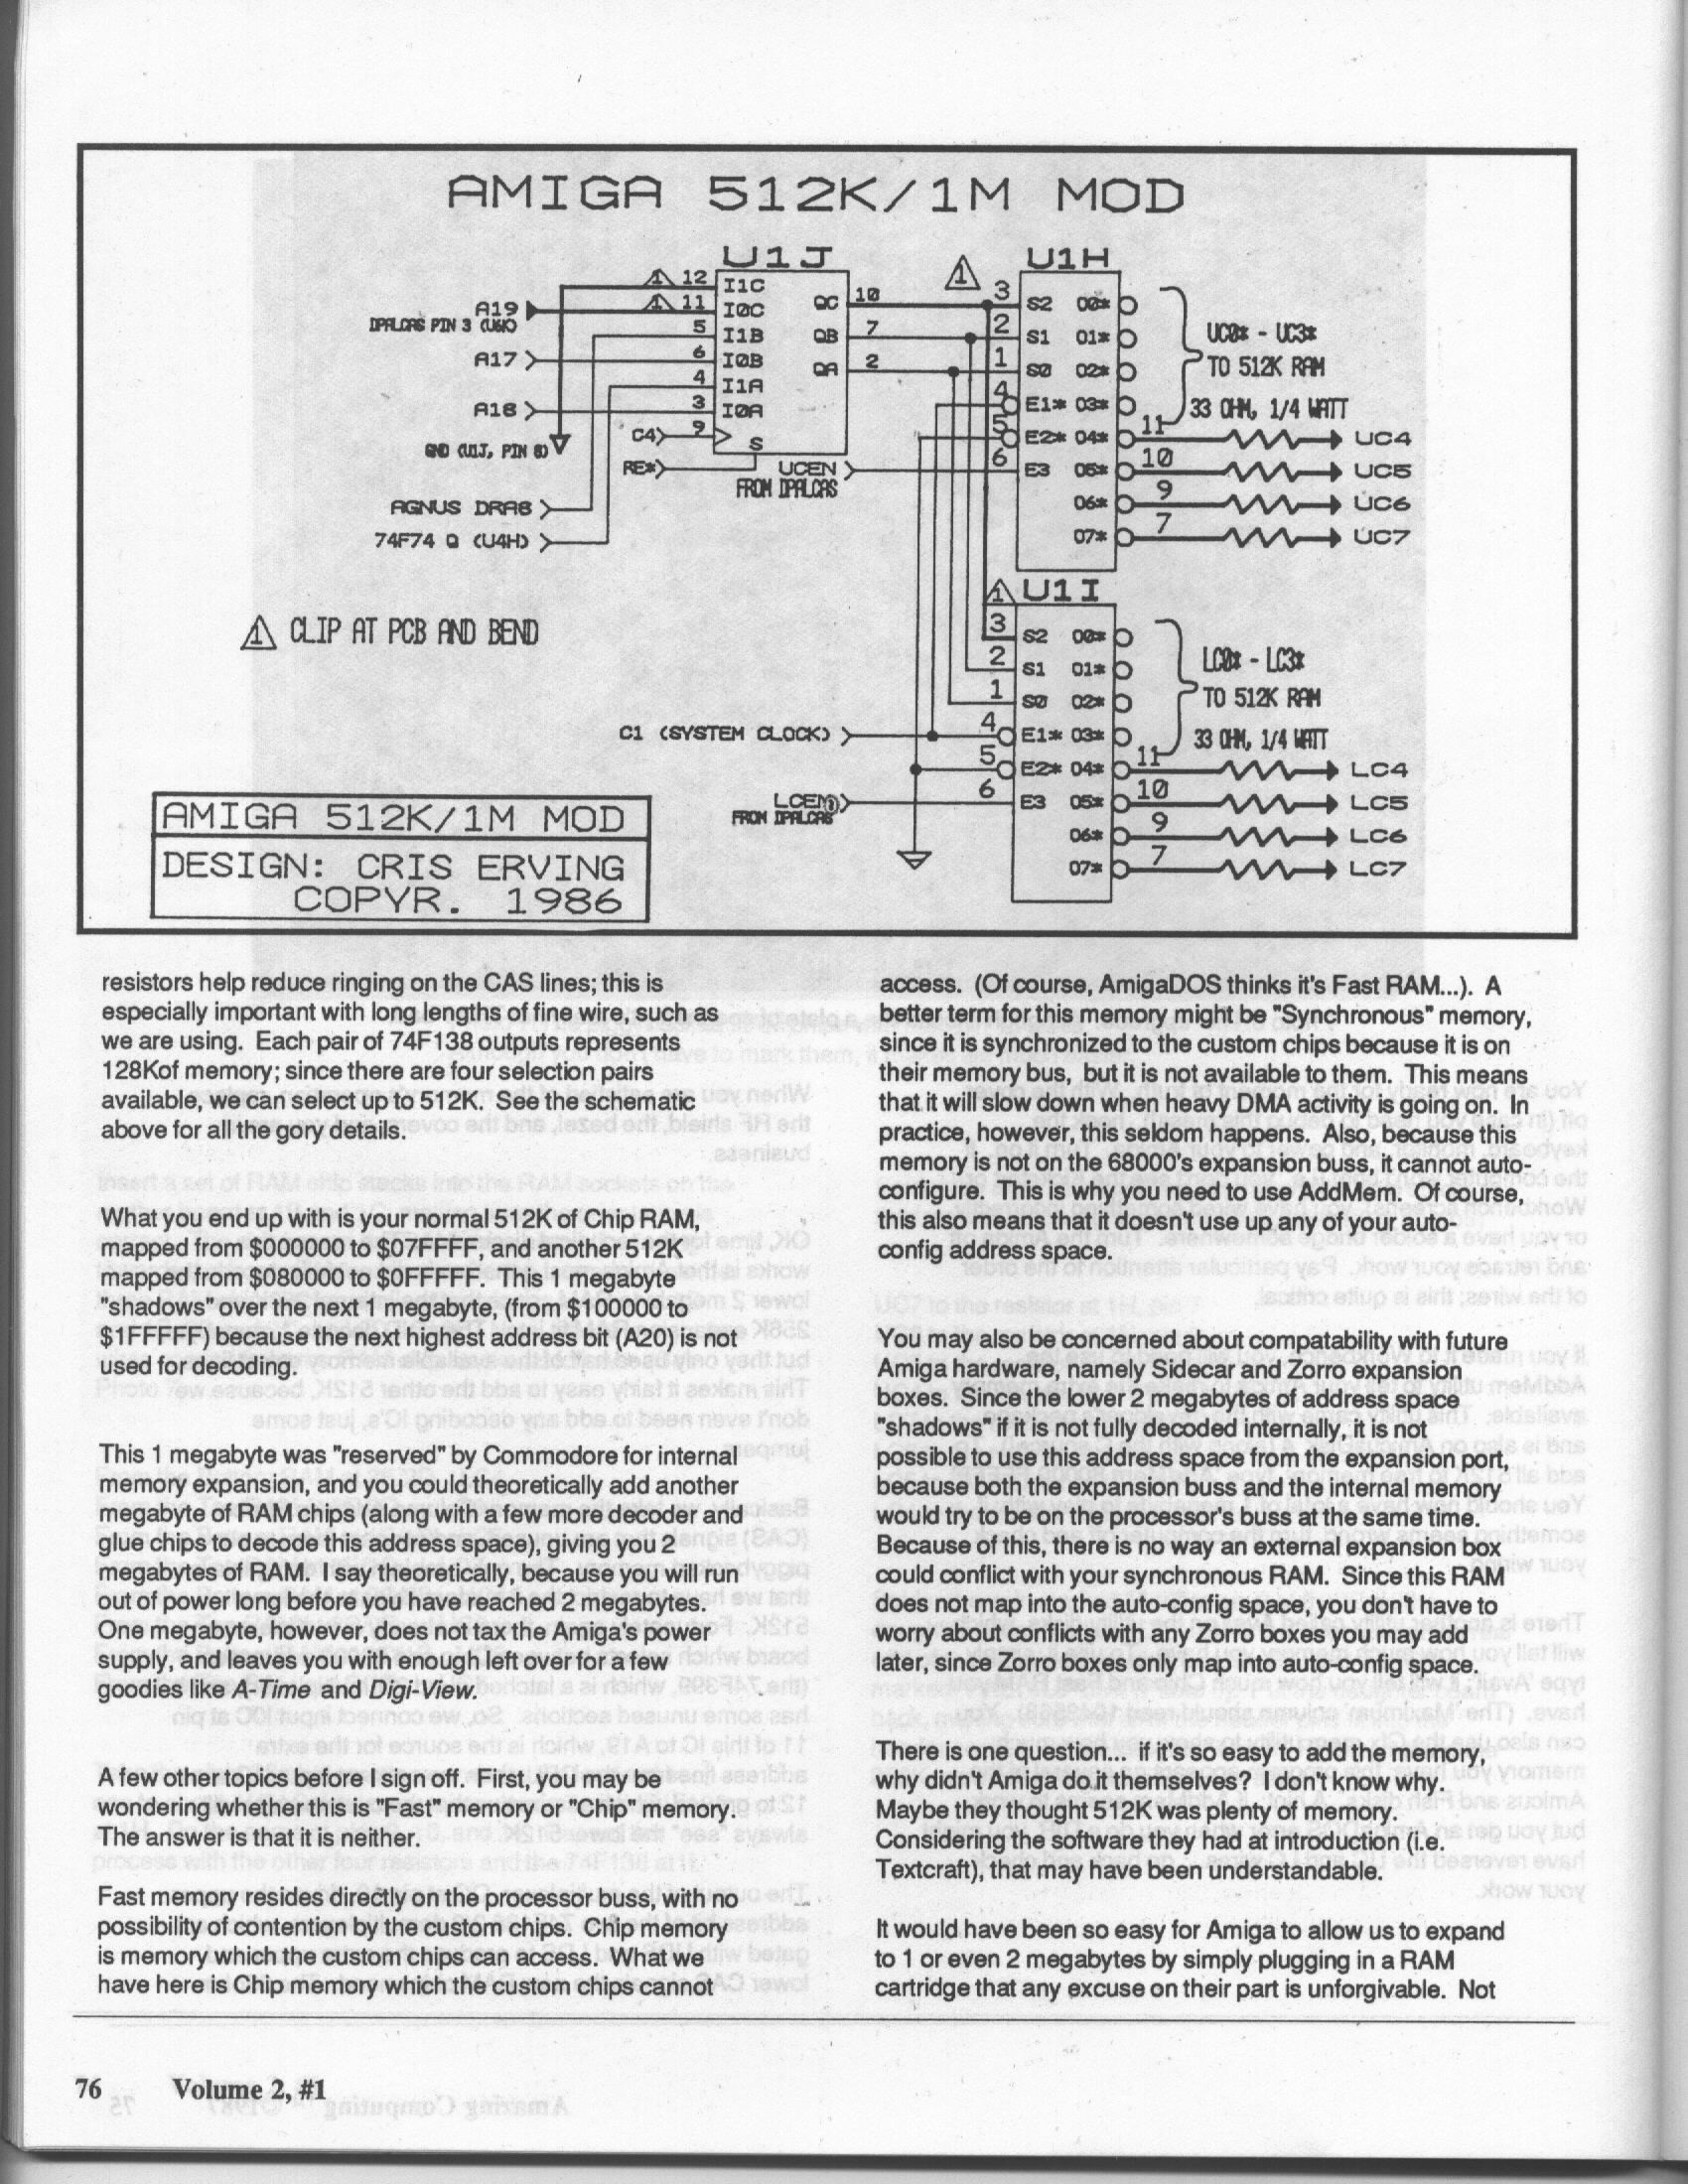 AMIGA 512K/1M MOD
U1J
U1H
12
I1C
A19
11
I0C
QC
10
DPALCAS PIN 3 (U6K)
5
I1B
QB
7
A17
6
I0B
QA
2
4
I1A
A18
3
I0A
C4
9
GND (U1J, PIN 8)
RE*
S
UCEN
FROM DPALCAS
AGNUS DRA8
74F74 Q (U4H)
1
3
S2
00*
2
S1
01*
1
S0
02*
4
E1*
03*
5
E2*
04*
6
E3
05*
06*
07*
UC0* - UC3*
TO 512K RAM
33 OHM, 1/4 WATT
11
UC4
10
UC5
9
UC6
7
UC7
1 CLIP AT PCB AND BEND
1
U1I
3
S2
00*
2
S1
01*
1
S0
02*
C1 (SYSTEM CLOCK)
4
E1*
03*
5
E2*
04*
6
E3
05*
06*
07*
LCEN
FROM DPALCAS
LC0* - LC3*
TO 512K RAM
33 OHM, 1/4 WATT
11
LC4
10
LC5
9
LC6
7
LC7
AMIGA 512K/1M MOD
DESIGN: CRIS ERVING
COPYR. 1986
resistors help reduce ringing on the CAS lines; this is
especially important with long lengths of fine wire, such as
we are using. Each pair of 74F138 outputs represents
128Kof memory; since there are four selection pairs
available, we can select up to 512K. See the schematic
above for all the gory details.
What you end up with is your normal 512K of Chip RAM,
mapped from $000000 to $07FFFF, and another 512K
mapped from $080000 to $0FFFFF. This 1 megabyte
"shadows" over the next 1 megabyte, (from $100000 to
$1FFFFF) because the next highest address bit (A20) is not
used for decoding.
This 1 megabyte was "reserved" by Commodore for internal
memory expansion, and you could theoretically add another
megabyte of RAM chips (along with a few more decoder and
glue chips to decode this address space), giving you 2
megabytes of RAM. I say theoretically, because you will run
out of power long before you have reached 2 megabytes.
One megabyte, however, does not tax the Amiga's power
supply, and leaves you with enough left over for a few
goodies like A-Time and Digi-View.
A few other topics before I sign off. First, you may be
wondering whether this is "Fast" memory or "Chip" memory.
The answer is that it is neither.
Fast memory resides directly on the processor buss, with no
possibility of contention by the custom chips. Chip memory
is memory which the custom chips can access. What we
have here is Chip memory which the custom chips cannot
access. (Of course, AmigaDOS thinks it's Fast RAM...). A
better term for this memory might be "Synchronous" memory,
since it is synchronized to the custom chips because it is on
their memory bus, but it is not available to them. This means
that it will slow down when heavy DMA activity is going on. In
practice, however, this seldom happens. Also, because this
memory is not on the 68000's expansion buss, it cannot auto-
configure. This is why you need to use AddMem. Of course,
this also means that it doesn't use up any of your auto-
config address space.
You may also be concerned about compatability with future
Amiga hardware, namely Sidecar and Zorro expansion
boxes. Since the lower 2 megabytes of address space
"shadows" if it is not fully decoded internally, it is not
possible to use this address space from the expansion port,
because both the expansion buss and the internal memory
would try to be on the processor's buss at the same time.
Because of this, there is no way an external expansion box
could conflict with your synchronous RAM. Since this RAM
does not map into the auto-config space, you don't have to
worry about conflicts with any Zorro boxes you may add
later, since Zorro boxes only map into auto-config space.
There is one question... if it's so easy to add the memory,
why didn't Amiga do it themselves? I don't know why.
Maybe they thought 512K was plenty of memory.
Considering the software they had at introduction (i.e.
Textcraft), that may have been understandable.
It would have been so easy for Amiga to allow us to expand
to 1 or even 2 megabytes by simply plugging in a RAM
cartridge that any excuse on their part is unforgivable. Not
76 Volume 2, #1